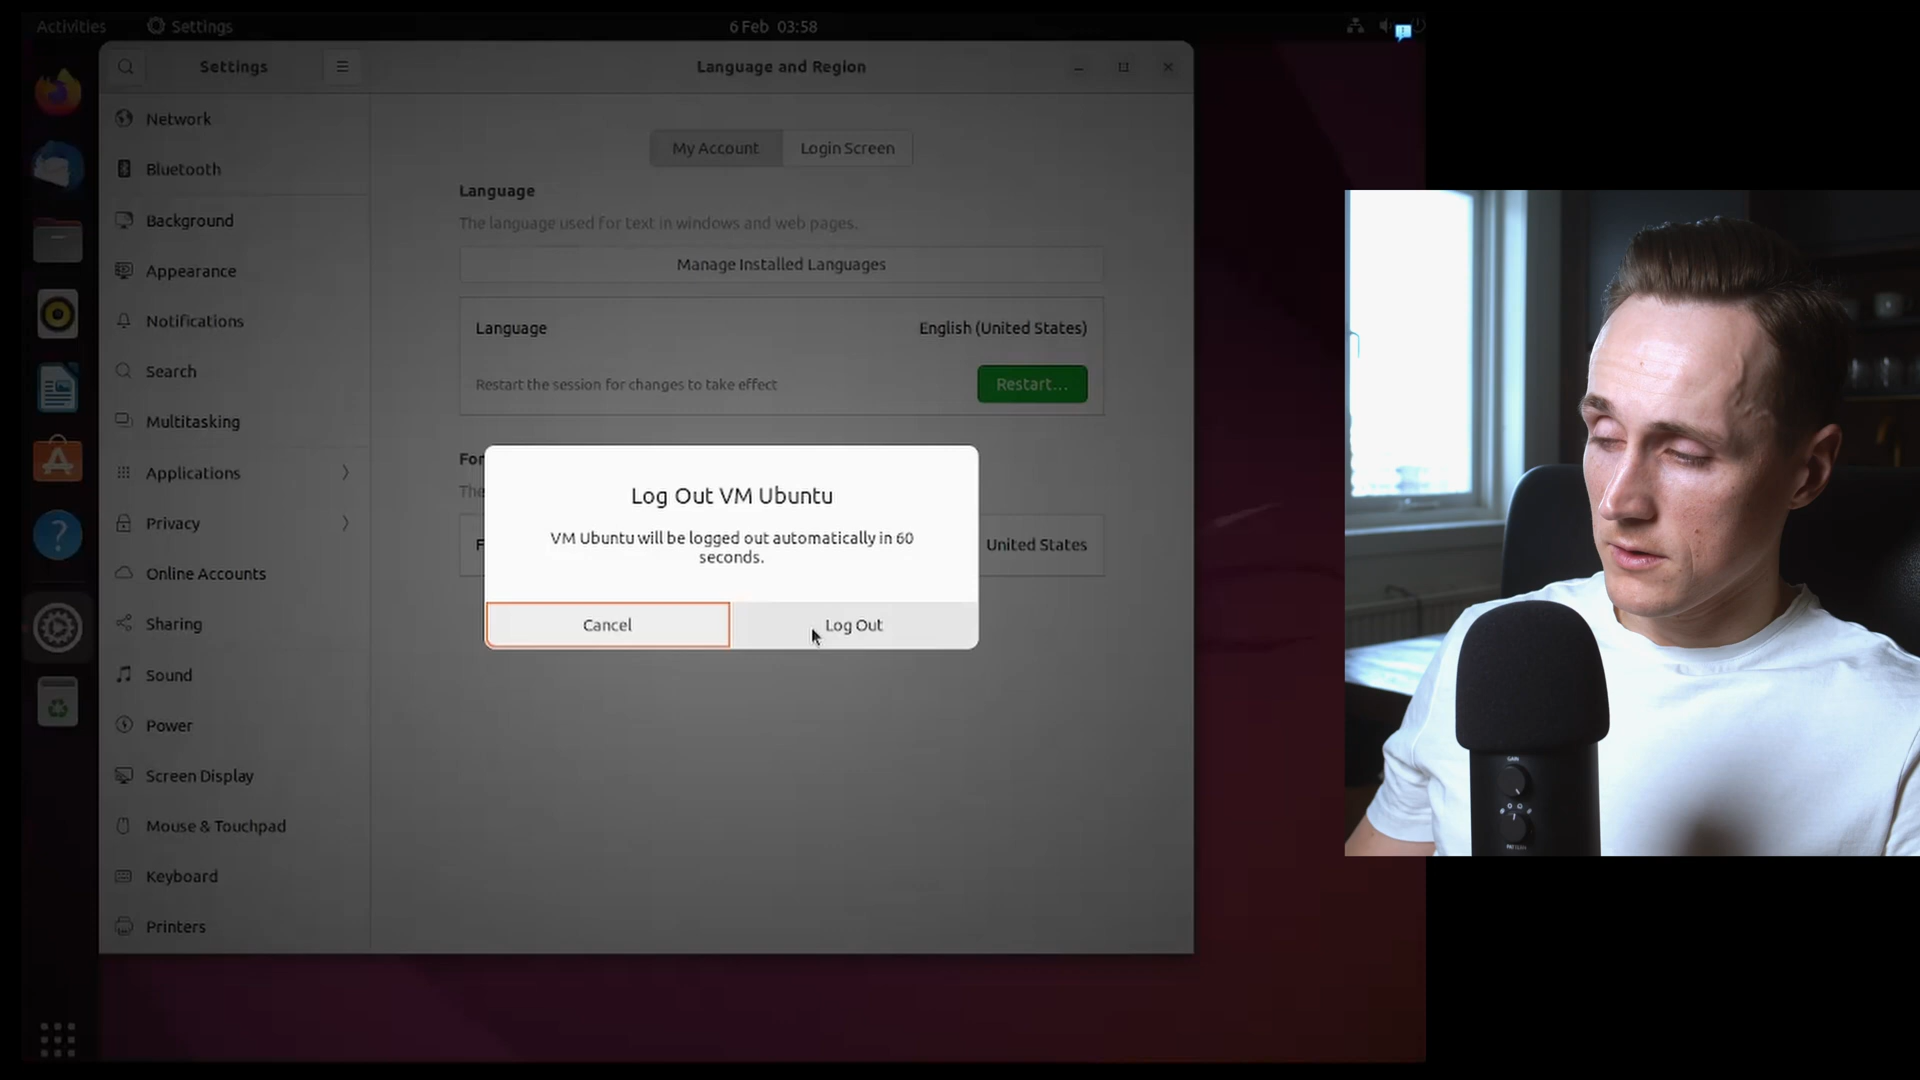 Activities
Settings
6 Feb 03:58
Settings
Language and Region
Network
Bluetooth
Background
Appearance
Notifications
Search
Multitasking
Applications
Privacy
Online Accounts
Sharing
Sound
Power
Screen Display
Mouse & Touchpad
Keyboard
Printers
My Account
Login Screen
Language
The language used for text in windows and web pages.
Manage Installed Languages
Language
English (United States)
Restart the session for changes to take effect
Restart...
For
The
F
United States
Log Out VM Ubuntu
VM Ubuntu will be logged out automatically in 60
seconds.
Cancel
Log Out
GAIN